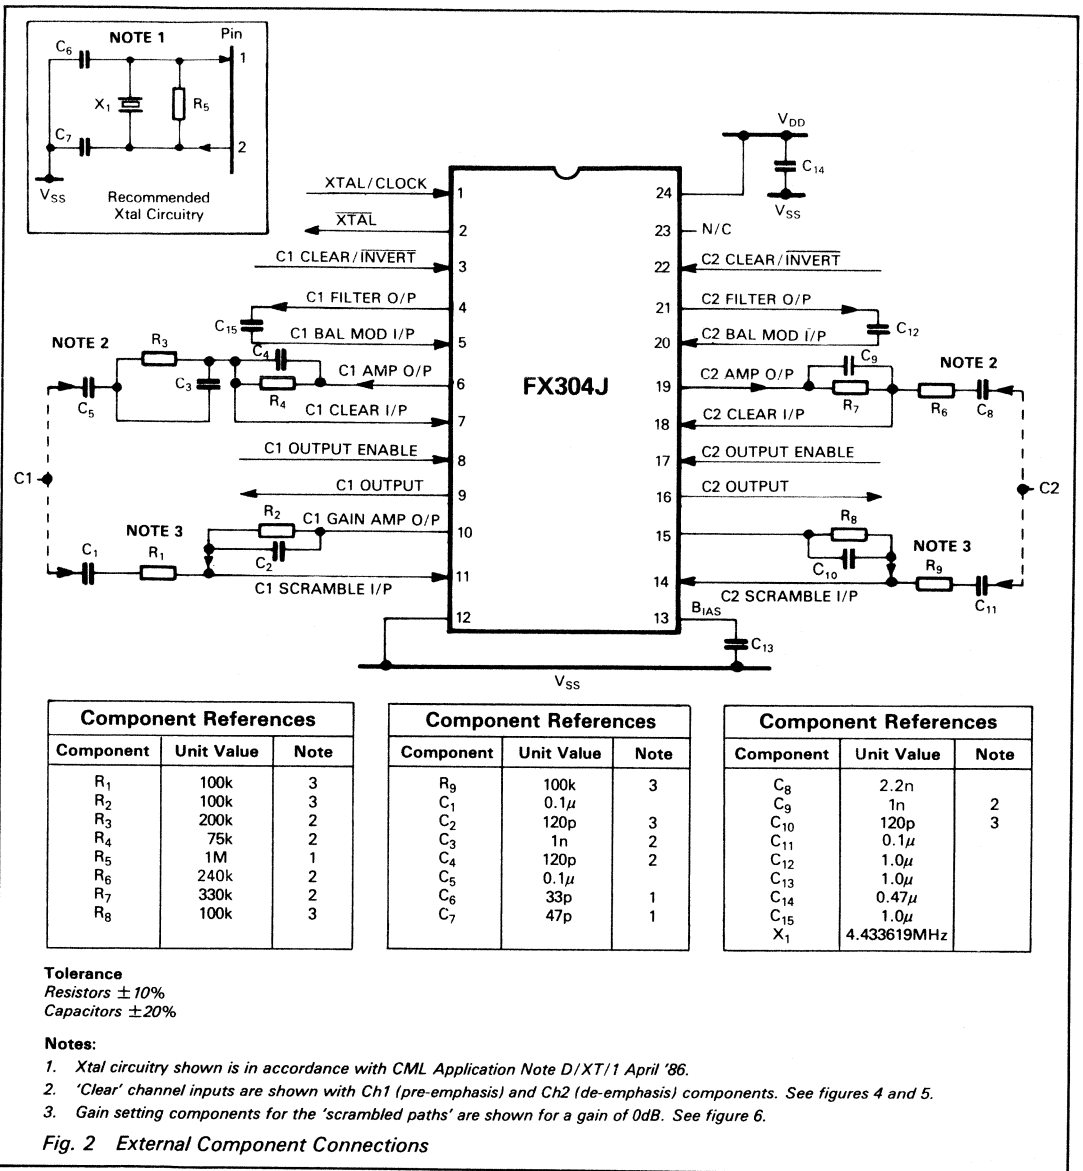 NOTE 1
Pin
C6
1
X1
R5
C7
2
VSS
Recommended
Xtal Circuitry
VDD
C14
VSS
XTAL/CLOCK
1
24
XTAL
2
23
N/C
C1 CLEAR/INVERT
3
22
C2 CLEAR/INVERT
C1 FILTER O/P
4
21
C2 FILTER O/P
C15
C12
C1 BAL MOD I/P
5
20
C2 BAL MOD I/P
NOTE 2
R3
C4
C3
R4
C5
C1 AMP O/P
6
FX304J
19
C2 AMP O/P
C9
R7
NOTE 2
R6
C8
C1 CLEAR I/P
7
18
C2 CLEAR I/P
C1 OUTPUT ENABLE
8
17
C2 OUTPUT ENABLE
C1
C2
C1 OUTPUT
9
16
C2 OUTPUT
R2
C1 GAIN AMP O/P
10
15
R8
NOTE 3
C1
R1
C2
C10
NOTE 3
R9
C11
C1 SCRAMBLE I/P
11
14
C2 SCRAMBLE I/P
12
13
BIAS
C13
VSS
Component References
Component Unit Value Note
R1 100k 3
R2 100k 3
R3 200k 2
R4 75k 2
R5 1M 1
R6 240k 2
R7 330k 2
R8 100k 3
Component References
Component Unit Value Note
R9 100k 3
C1 0.1μ
C2 120p 3
C3 1n 2
C4 120p 2
C5 0.1μ
C6 33p 1
C7 47p 1
Component References
Component Unit Value Note
C8 2.2n
C9 1n 2
C10 120p 3
C11 0.1μ
C12 1.0μ
C13 1.0μ
C14 0.47μ
C15 1.0μ
X1 4.433619MHz
Tolerance
Resistors ±10%
Capacitors ±20%
Notes:
1. Xtal circuitry shown is in accordance with CML Application Note D/XT/1 April '86.
2. 'Clear' channel inputs are shown with Ch1 (pre-emphasis) and Ch2 (de-emphasis) components. See figures 4 and 5.
3. Gain setting components for the 'scrambled paths' are shown for a gain of 0dB. See figure 6.
Fig. 2 External Component Connections